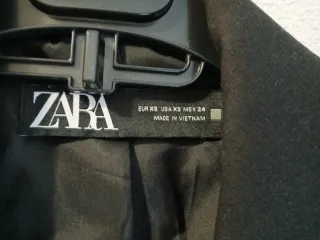 ZARA
EUR XS USA XS MEX 24
MADE IN VIETNAM